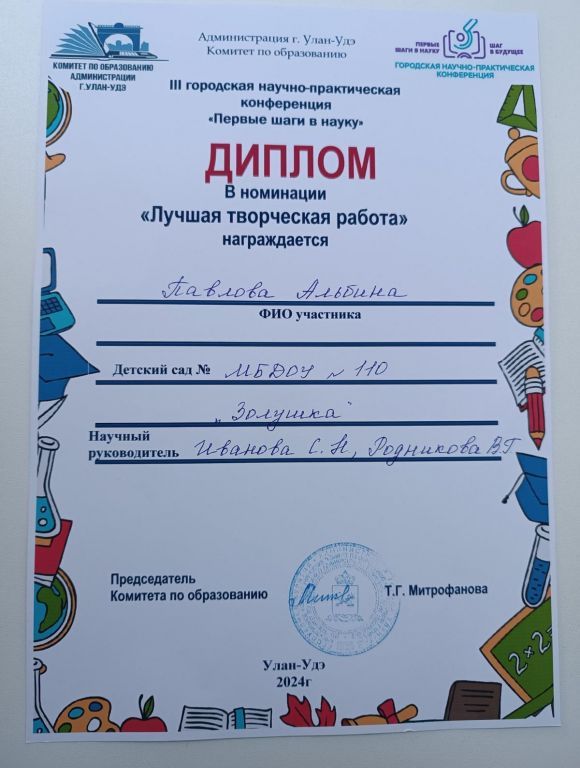 КОМИТЕТ ПО ОБРАЗОВАНИЮ
АДМИНИСТРАЦИИ
Г.УЛАН-УДЭ
Администрация г. Улан-Удэ
Комитет по образованию
ПЕРВЫЕ
ШАГИ В НАУКУ
ШАГ
В БУДУЩЕЕ
ГОРОДСКАЯ НАУЧНО-ПРАКТИЧЕСКАЯ
КОНФЕРЕНЦИЯ
III городская научно-практическая
конференция
«Первые шаги в науку»
ДИПЛОМ
В номинации
«Лучшая творческая работа»
награждается
Павлова Альбина
ФИО участника
Детский сад № МБДОУ № 110
"Золушка"
Научный
руководитель Иванова С.Н, Родникова В.Г
Председатель
Комитета по образованию
Т.Г. Митрофанова
Улан-Удэ
2024г
2×2=